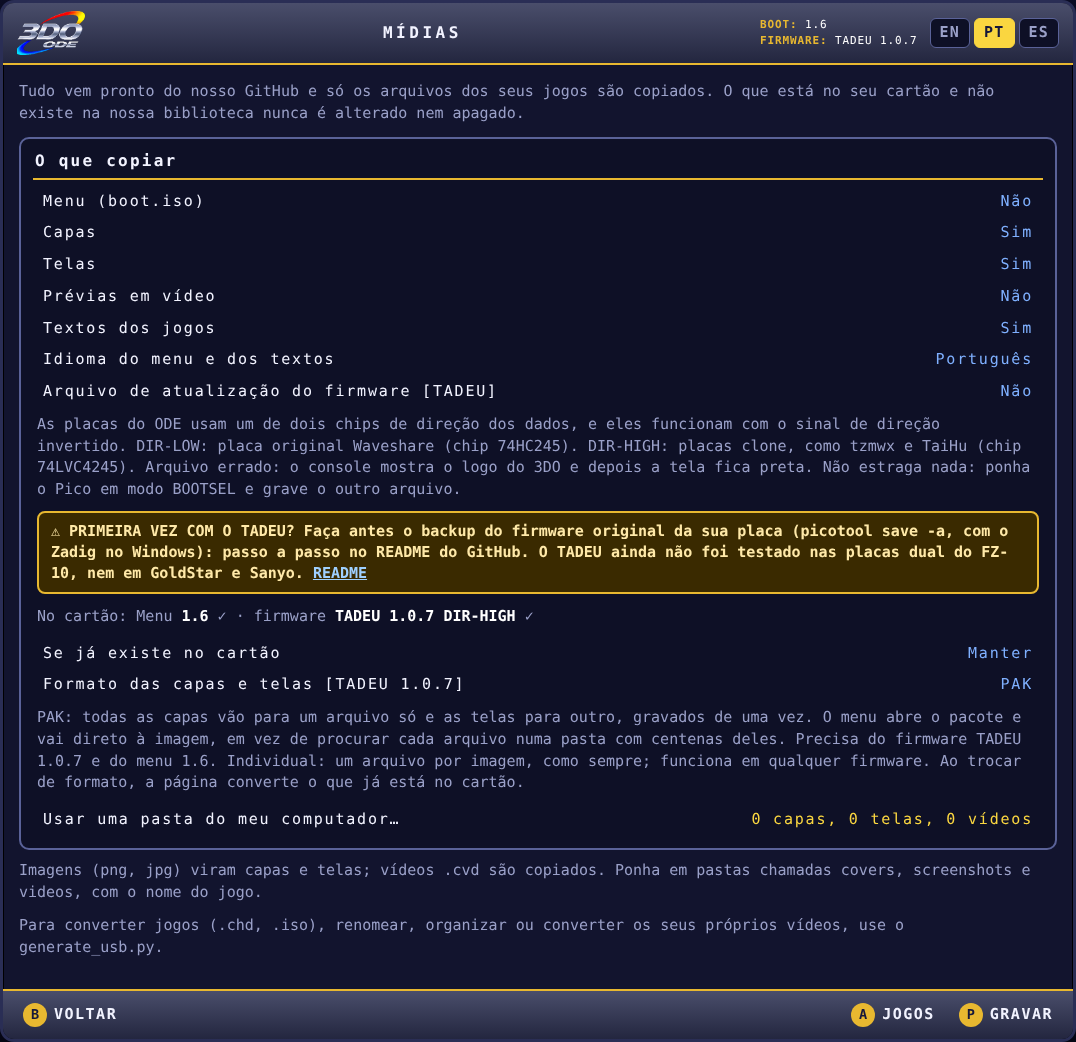 3DO ODE
MÍDIAS
BOOT: 1.6
FIRMWARE: TADEU 1.0.7
EN PT ES
Tudo vem pronto do nosso GitHub e só os arquivos dos seus jogos são copiados. O que está no seu cartão e não
existe na nossa biblioteca nunca é alterado nem apagado.
O que copiar
Menu (boot.iso) Não
Capas Sim
Telas Sim
Prévias em vídeo Não
Textos dos jogos Sim
Idioma do menu e dos textos Português
Arquivo de atualização do firmware [TADEU] Não
As placas do ODE usam um de dois chips de direção dos dados, e eles funcionam com o sinal de direção
invertido. DIR-LOW: placa original Waveshare (chip 74HC245). DIR-HIGH: placas clone, como tzmwx e TaiHu (chip
74LVC4245). Arquivo errado: o console mostra o logo do 3DO e depois a tela fica preta. Não estraga nada: ponha
o Pico em modo BOOTSEL e grave o outro arquivo.
⚠ PRIMEIRA VEZ COM O TADEU? Faça antes o backup do firmware original da sua placa (picotool save -a, com o
Zadig no Windows): passo a passo no README do GitHub. O TADEU ainda não foi testado nas placas dual do FZ-
10, nem em GoldStar e Sanyo. README
No cartão: Menu 1.6 ✓ · firmware TADEU 1.0.7 DIR-HIGH ✓
Se já existe no cartão Manter
Formato das capas e telas [TADEU 1.0.7] PAK
PAK: todas as capas vão para um arquivo só e as telas para outro, gravados de uma vez. O menu abre o pacote e
vai direto à imagem, em vez de procurar cada arquivo numa pasta com centenas deles. Precisa do firmware TADEU
1.0.7 e do menu 1.6. Individual: um arquivo por imagem, como sempre; funciona em qualquer firmware. Ao trocar
de formato, a página converte o que já está no cartão.
Usar uma pasta do meu computador… 0 capas, 0 telas, 0 vídeos
Imagens (png, jpg) viram capas e telas; vídeos .cvd são copiados. Ponha em pastas chamadas covers, screenshots e
videos, com o nome do jogo.
Para converter jogos (.chd, .iso), renomear, organizar ou converter os seus próprios vídeos, use o
generate_usb.py.
B VOLTAR A JOGOS P GRAVAR